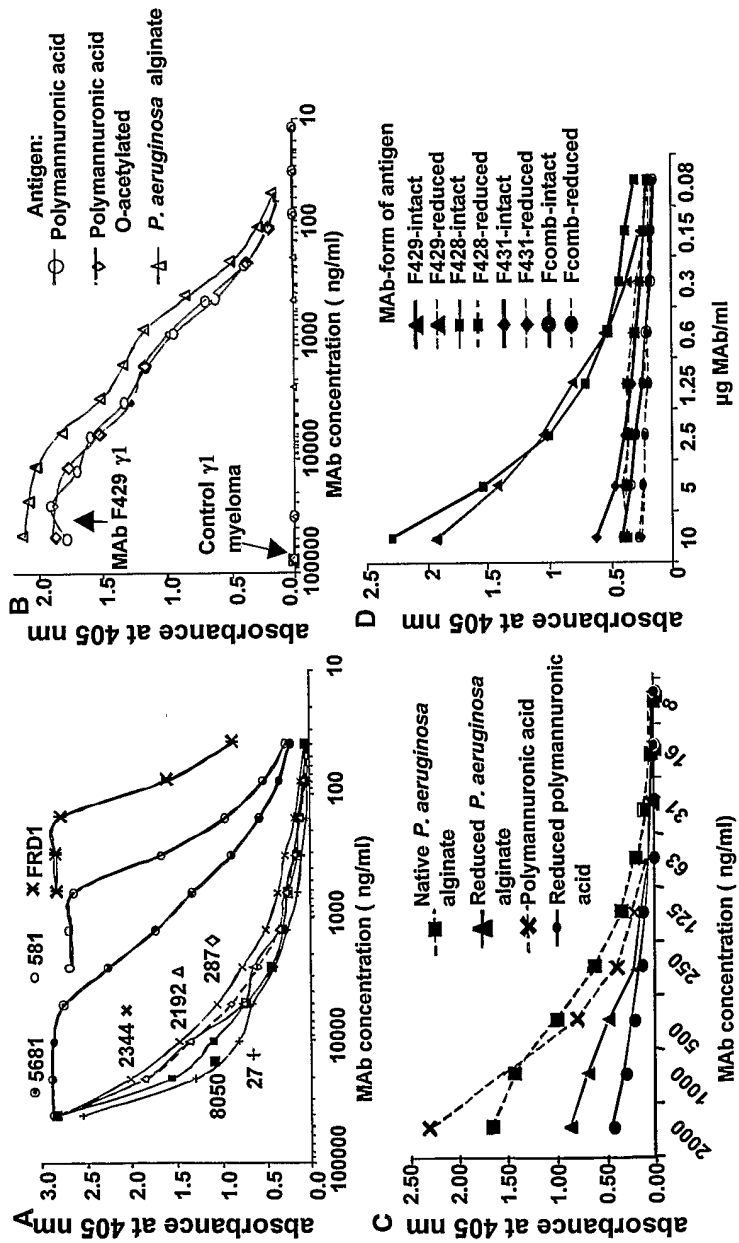 A
absorbance at 405 nm
3.0
2.5
2.0
1.5
1.0
0.5
0.0
5681
581
FRD1
2344
2192
287
8050
27
100000
10000
1000
100
10
MAb concentration ( ng/ml)
B
absorbance at 405 nm
2.0
1.5
1.0
0.5
0.0
Antigen:
Polymannuronic acid
Polymannuronic acid
O-acetylated
P. aeruginosa alginate
MAb F429 γ1
Control γ1
myeloma
100000
10000
1000
100
10
MAb concentration ( ng/ml)
C
absorbance at 405 nm
2.50
2.00
1.50
1.00
0.50
0.00
Native P. aeruginosa
alginate
Reduced P. aeruginosa
alginate
Polymannuronic acid
Reduced polymannuronic
acid
2000
1000
500
250
125
63
31
16
8
MAb concentration ( ng/ml)
D
absorbance at 405 nm
2.5
2
1.5
1
0.5
0
MAb-form of antigen
F429-intact
F429-reduced
F428-intact
F428-reduced
F431-intact
F431-reduced
Fcomb-intact
Fcomb-reduced
10
5
2.5
1.25
0.6
0.3
0.15
0.08
µg MAb/ml